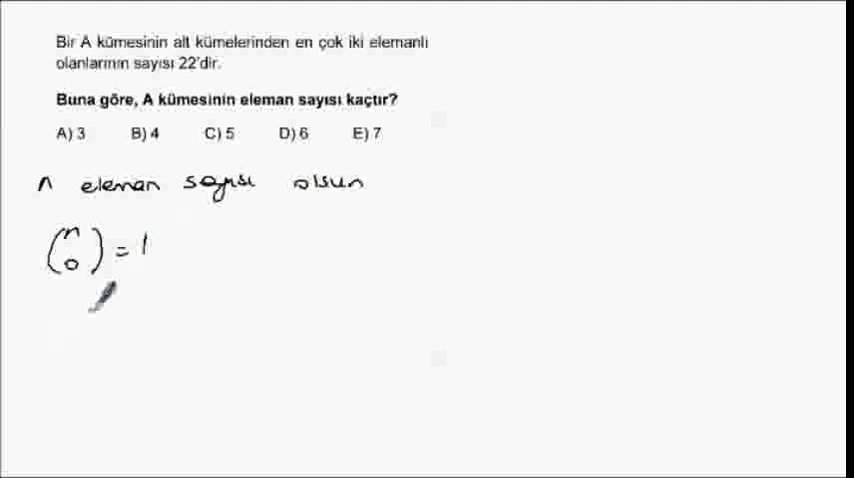 Bir A kümesinin alt kümelerinden en çok iki elemanlı
olanlarının sayısı 22'dir.
Buna göre, A kümesinin eleman sayısı kaçtır?
A) 3 B) 4 C) 5 D) 6 E) 7
n eleman sayısı olsun
(n 0) = 1